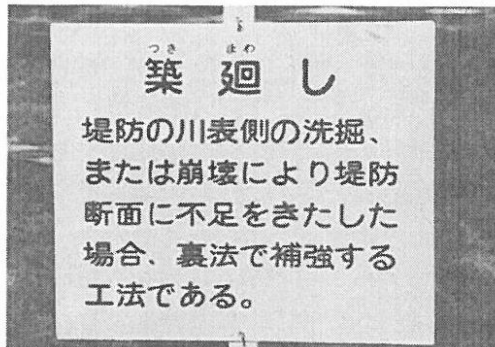 つき まわ
築廻し
堤防の川表側の洗掘、
または崩壊により堤防
断面に不足をきたした
場合、裏法で補強する
工法である。